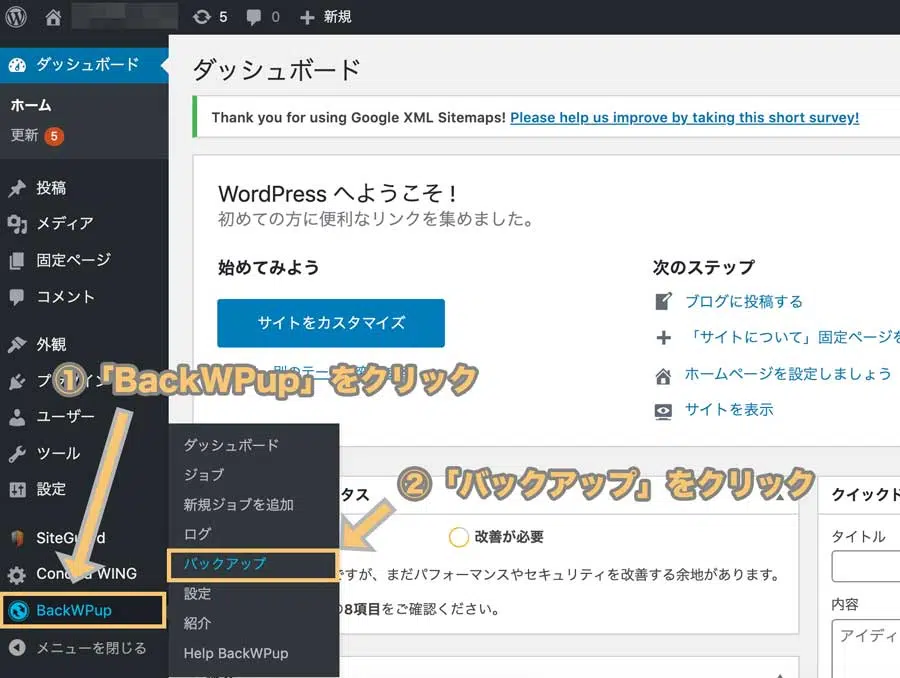 5 0 新規
ダッシュボード
ホーム
更新 5
投稿
メディア
固定ページ
コメント
外観
ユーザー
ツール
設定
WING
BackWPup
メニューを閉じる
ダッシュボード
Thank you for using Google XML Sitemaps! Please help us improve by taking this short survey!
WordPress へようこそ !
初めての方に便利なリンクを集めました。
始めてみよう
サイトをカスタマイズ
次のステップ
ブログに投稿する
「サイトについて」固定ページを
ホームページを設定しましょう
サイトを表示
①「BackWPup」をクリック
ダッシュボード
ジョブ
新規ジョブを追加
ログ
バックアップ
設定
紹介
Help BackWPup
②「バックアップ」をクリック
タス
改善が必要
ですが、まだパフォーマンスやセキュリティを改善する余地があります。
の8項目をご確認ください。
クイックド
タイトル
内容
アイディ